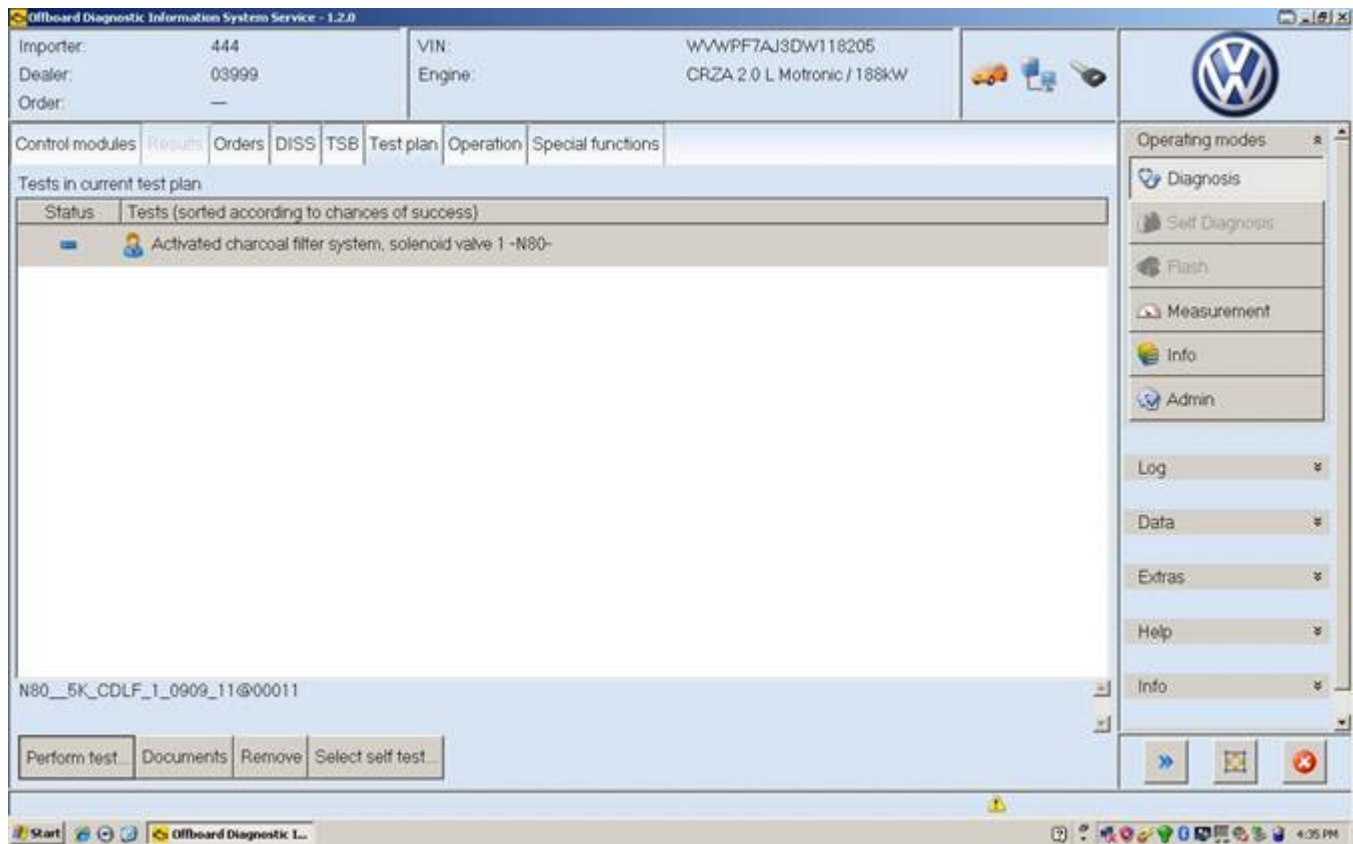 Offboard Diagnostic Information System Service - 1.2.0
Importer: 444
Dealer: 03999
Order: —
VIN: WVWPF7AJ3DW118205
Engine: CRZA 2.0 L Motronic / 188kW
Control modules Results Orders DISS TSB Test plan Operation Special functions
Tests in current test plan
Status Tests (sorted according to chances of success)
Activated charcoal filter system, solenoid valve 1 -N80-
N80__5K_CDLF_1_0909_11@00011
Perform test... Documents Remove Select self test...
Operating modes
Diagnosis
Self Diagnosis
Flash
Measurement
Info
Admin
Log
Data
Extras
Help
Info
Start Offboard Diagnostic I... 4:35 PM